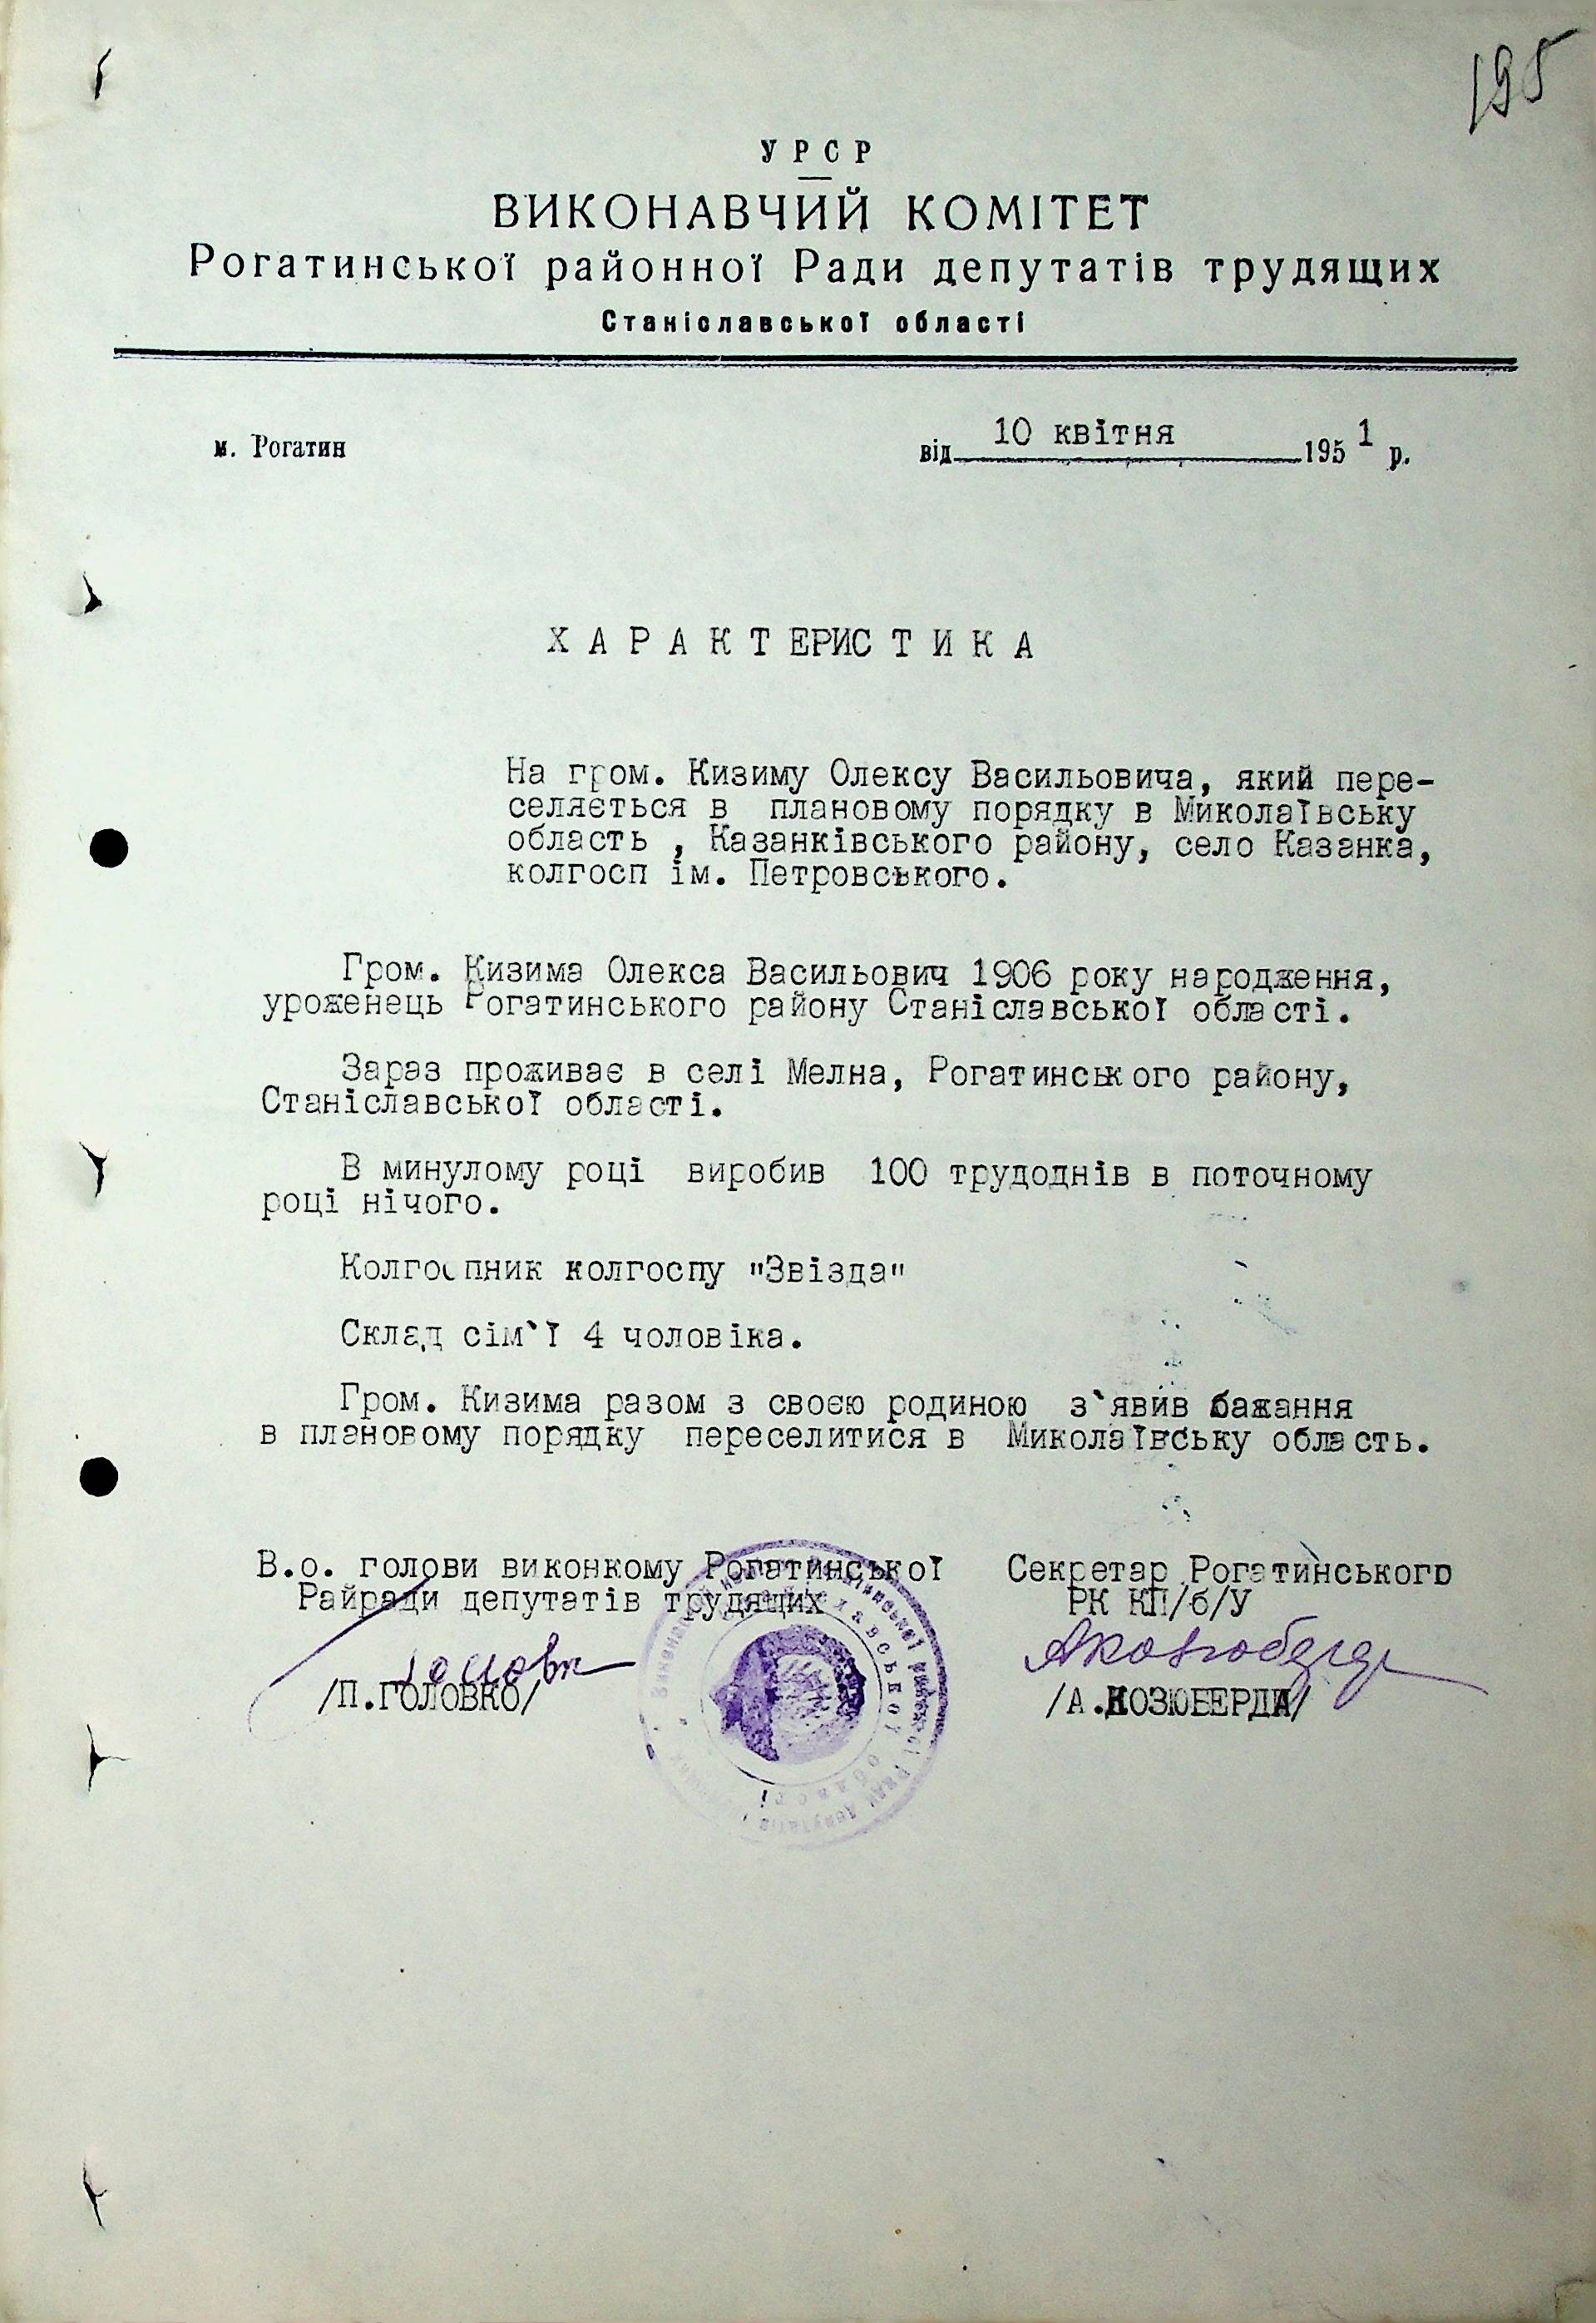 195
УРСР
ВИКОНАВЧИЙ КОМІТЕТ
Рогатинської районної Ради депутатів трудящих
Станіславської області
м. Рогатин
від 10 квітня 1951 р.
ХАРАКТЕРИСТИКА
На гром. Кизиму Олексу Васильовича, який пере-
селяється в плановому порядку в Миколаївську
область , Казанківського району, село Казанка,
колгосп ім. Петровського.
Гром. Кизима Олекса Васильович 1906 року народження,
уроженець Рогатинського району Станіславської області.
Зараз проживає в селі Мелна, Рогатинського району,
Станіславської області.
В минулому році виробив 100 трудоднів в поточному
році нічого.
Колгоспник колгоспу "Звізда"
Склад сім`ї 4 чоловіка.
Гром. Кизима разом з своєю родиною з`явив бажання
в плановому порядку переселитися в Миколаївську область.
В.о. голови виконкому Рогатинської
Райради депутатів трудящих
/П.ГОЛОВКО/
Секретар Рогатинського
РК КП/б/У
/А.КОЗЮБЕРДА/